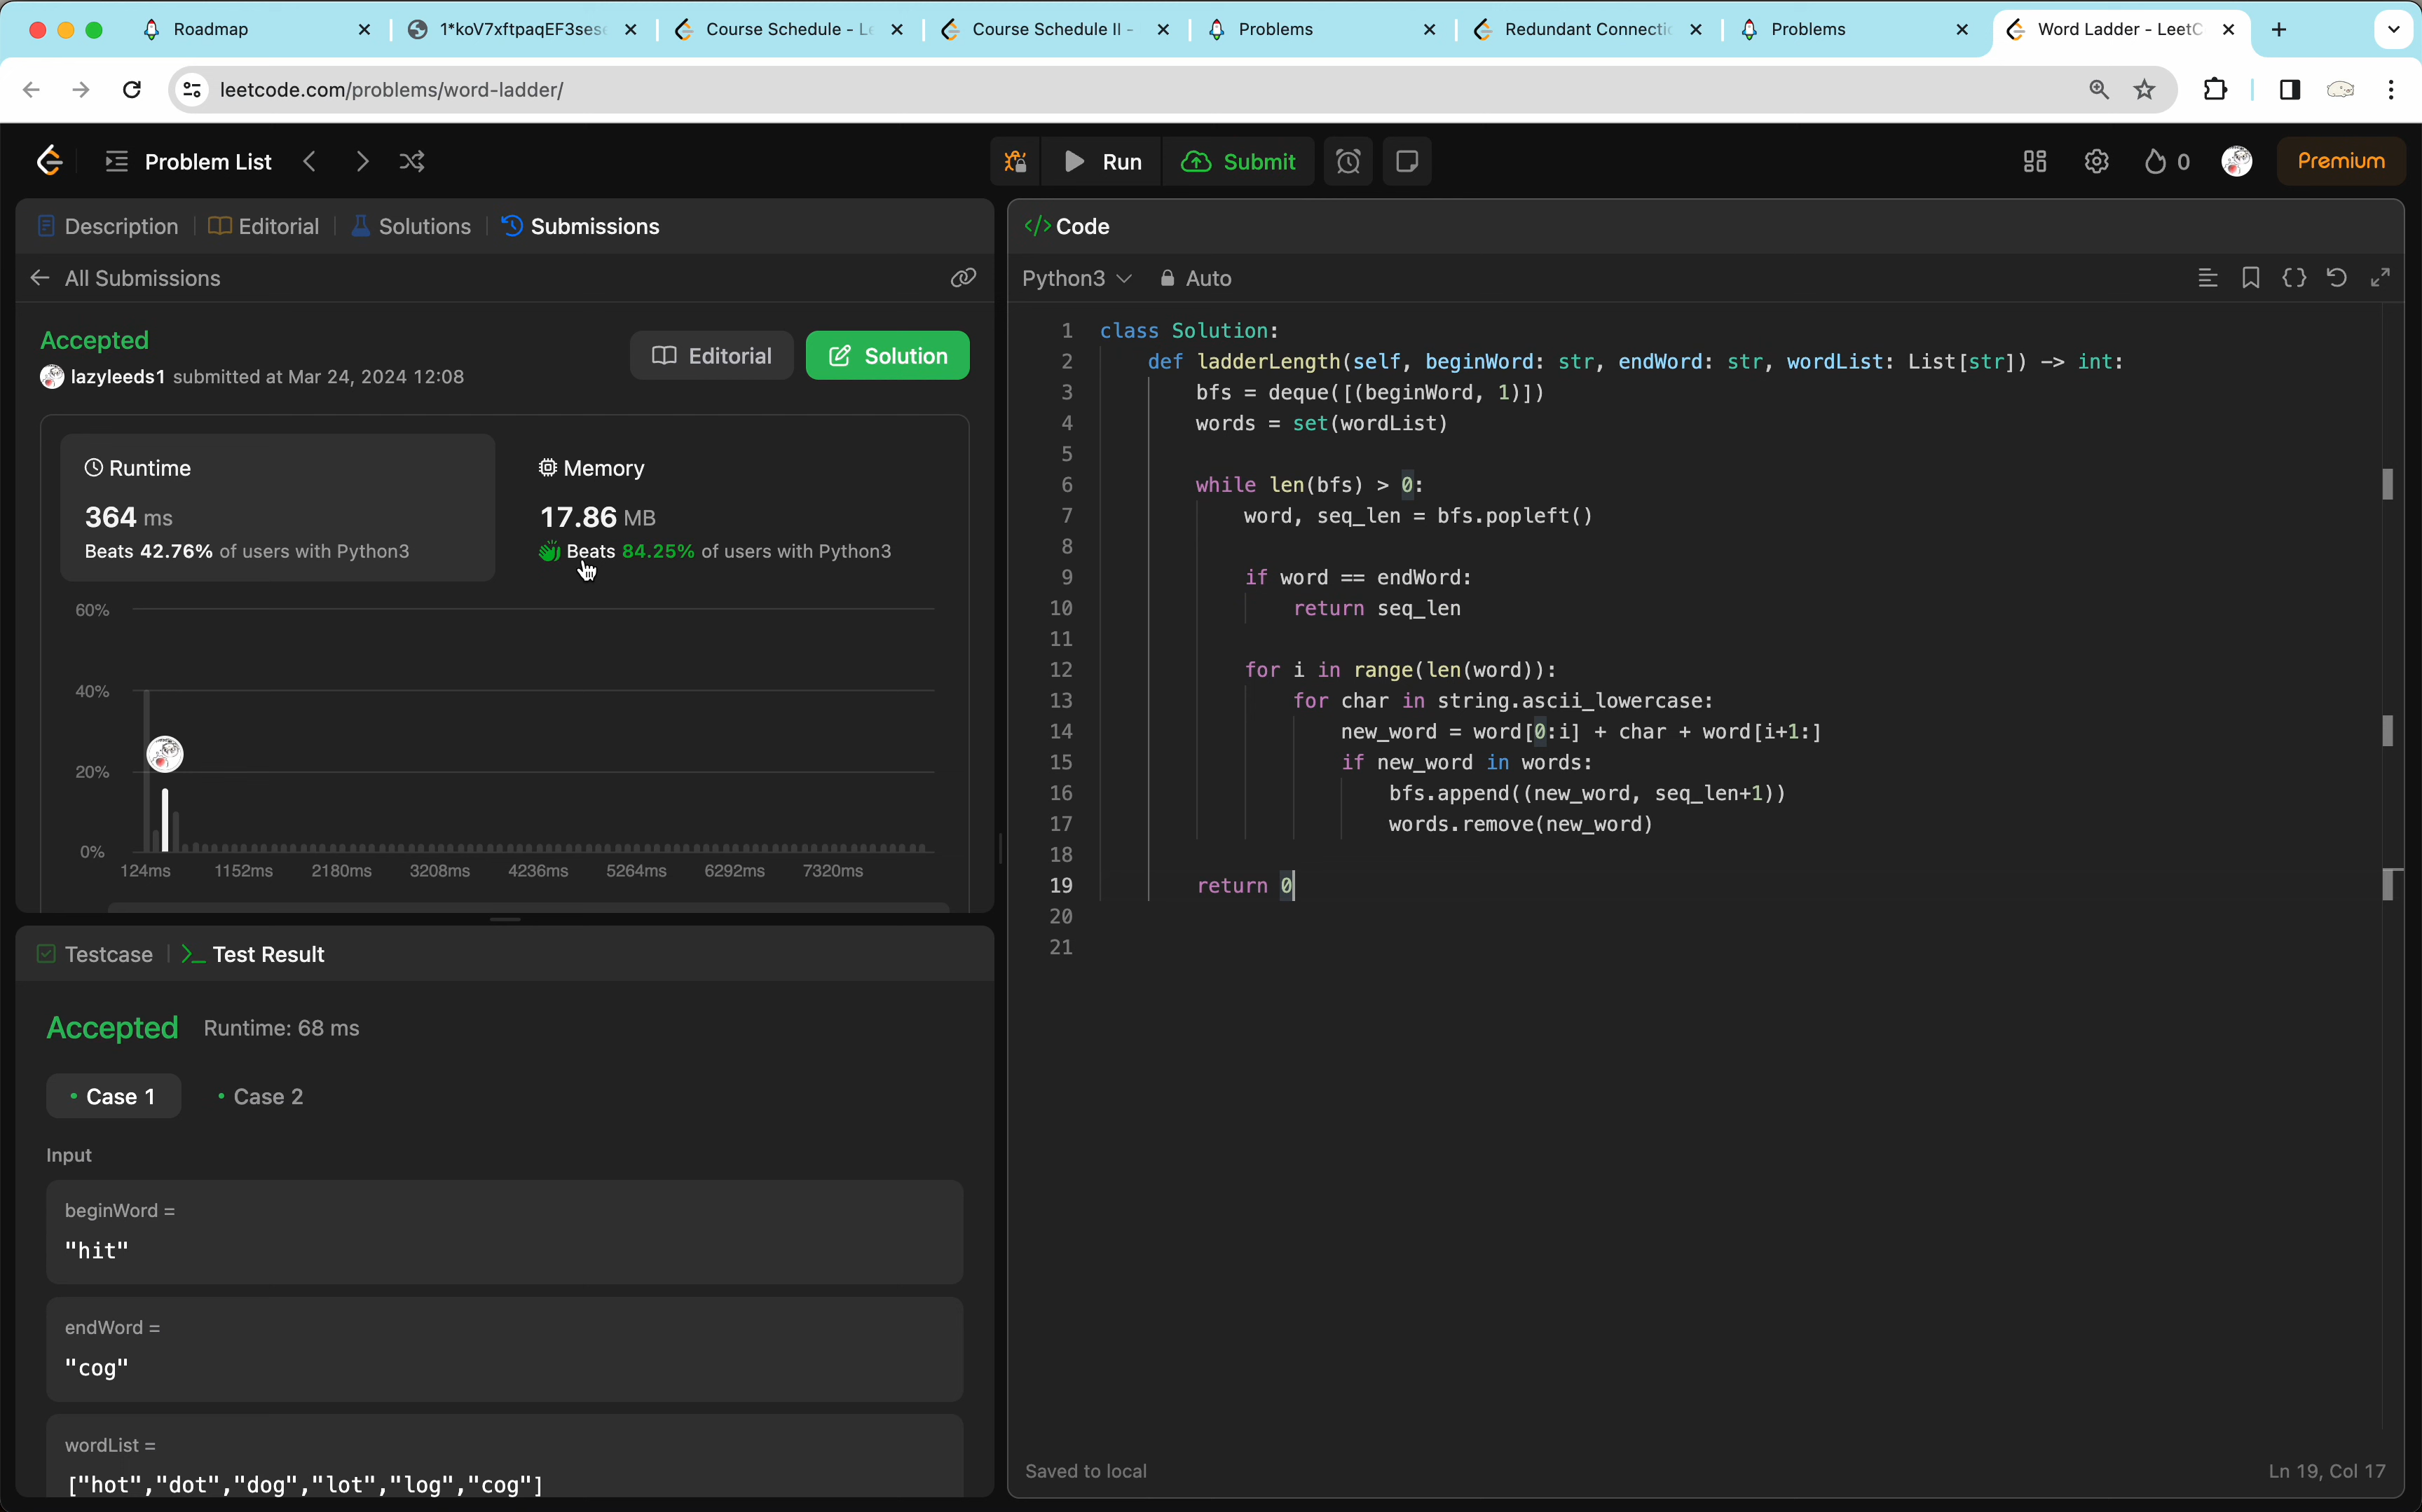 Roadmap
1*koV7xftpaqEF3sese
Course Schedule - Le
Course Schedule II -
Problems
Redundant Connectio
Problems
Word Ladder - LeetC
leetcode.com/problems/word-ladder/
Problem List
Run
Submit
0
Premium
Description
Editorial
Solutions
Submissions
All Submissions
Accepted
lazyleeds1 submitted at Mar 24, 2024 12:08
Editorial
Solution
Runtime
364 ms
Beats 42.76% of users with Python3
Memory
17.86 MB
Beats 84.25% of users with Python3
60%
40%
20%
0%
124ms 1152ms 2180ms 3208ms 4236ms 5264ms 6292ms 7320ms
Testcase
Test Result
Accepted Runtime: 68 ms
Case 1
Case 2
Input
beginWord =
"hit"
endWord =
"cog"
wordList =
["hot","dot","dog","lot","log","cog"]
</> Code
Python3 Auto
1 class Solution:
2 def ladderLength(self, beginWord: str, endWord: str, wordList: List[str]) -> int:
3 bfs = deque([(beginWord, 1)])
4 words = set(wordList)
5
6 while len(bfs) > 0:
7 word, seq_len = bfs.popleft()
8
9 if word == endWord:
10 return seq_len
11
12 for i in range(len(word)):
13 for char in string.ascii_lowercase:
14 new_word = word[0:i] + char + word[i+1:]
15 if new_word in words:
16 bfs.append((new_word, seq_len+1))
17 words.remove(new_word)
18
19 return 0
20
21
Saved to local
Ln 19, Col 17